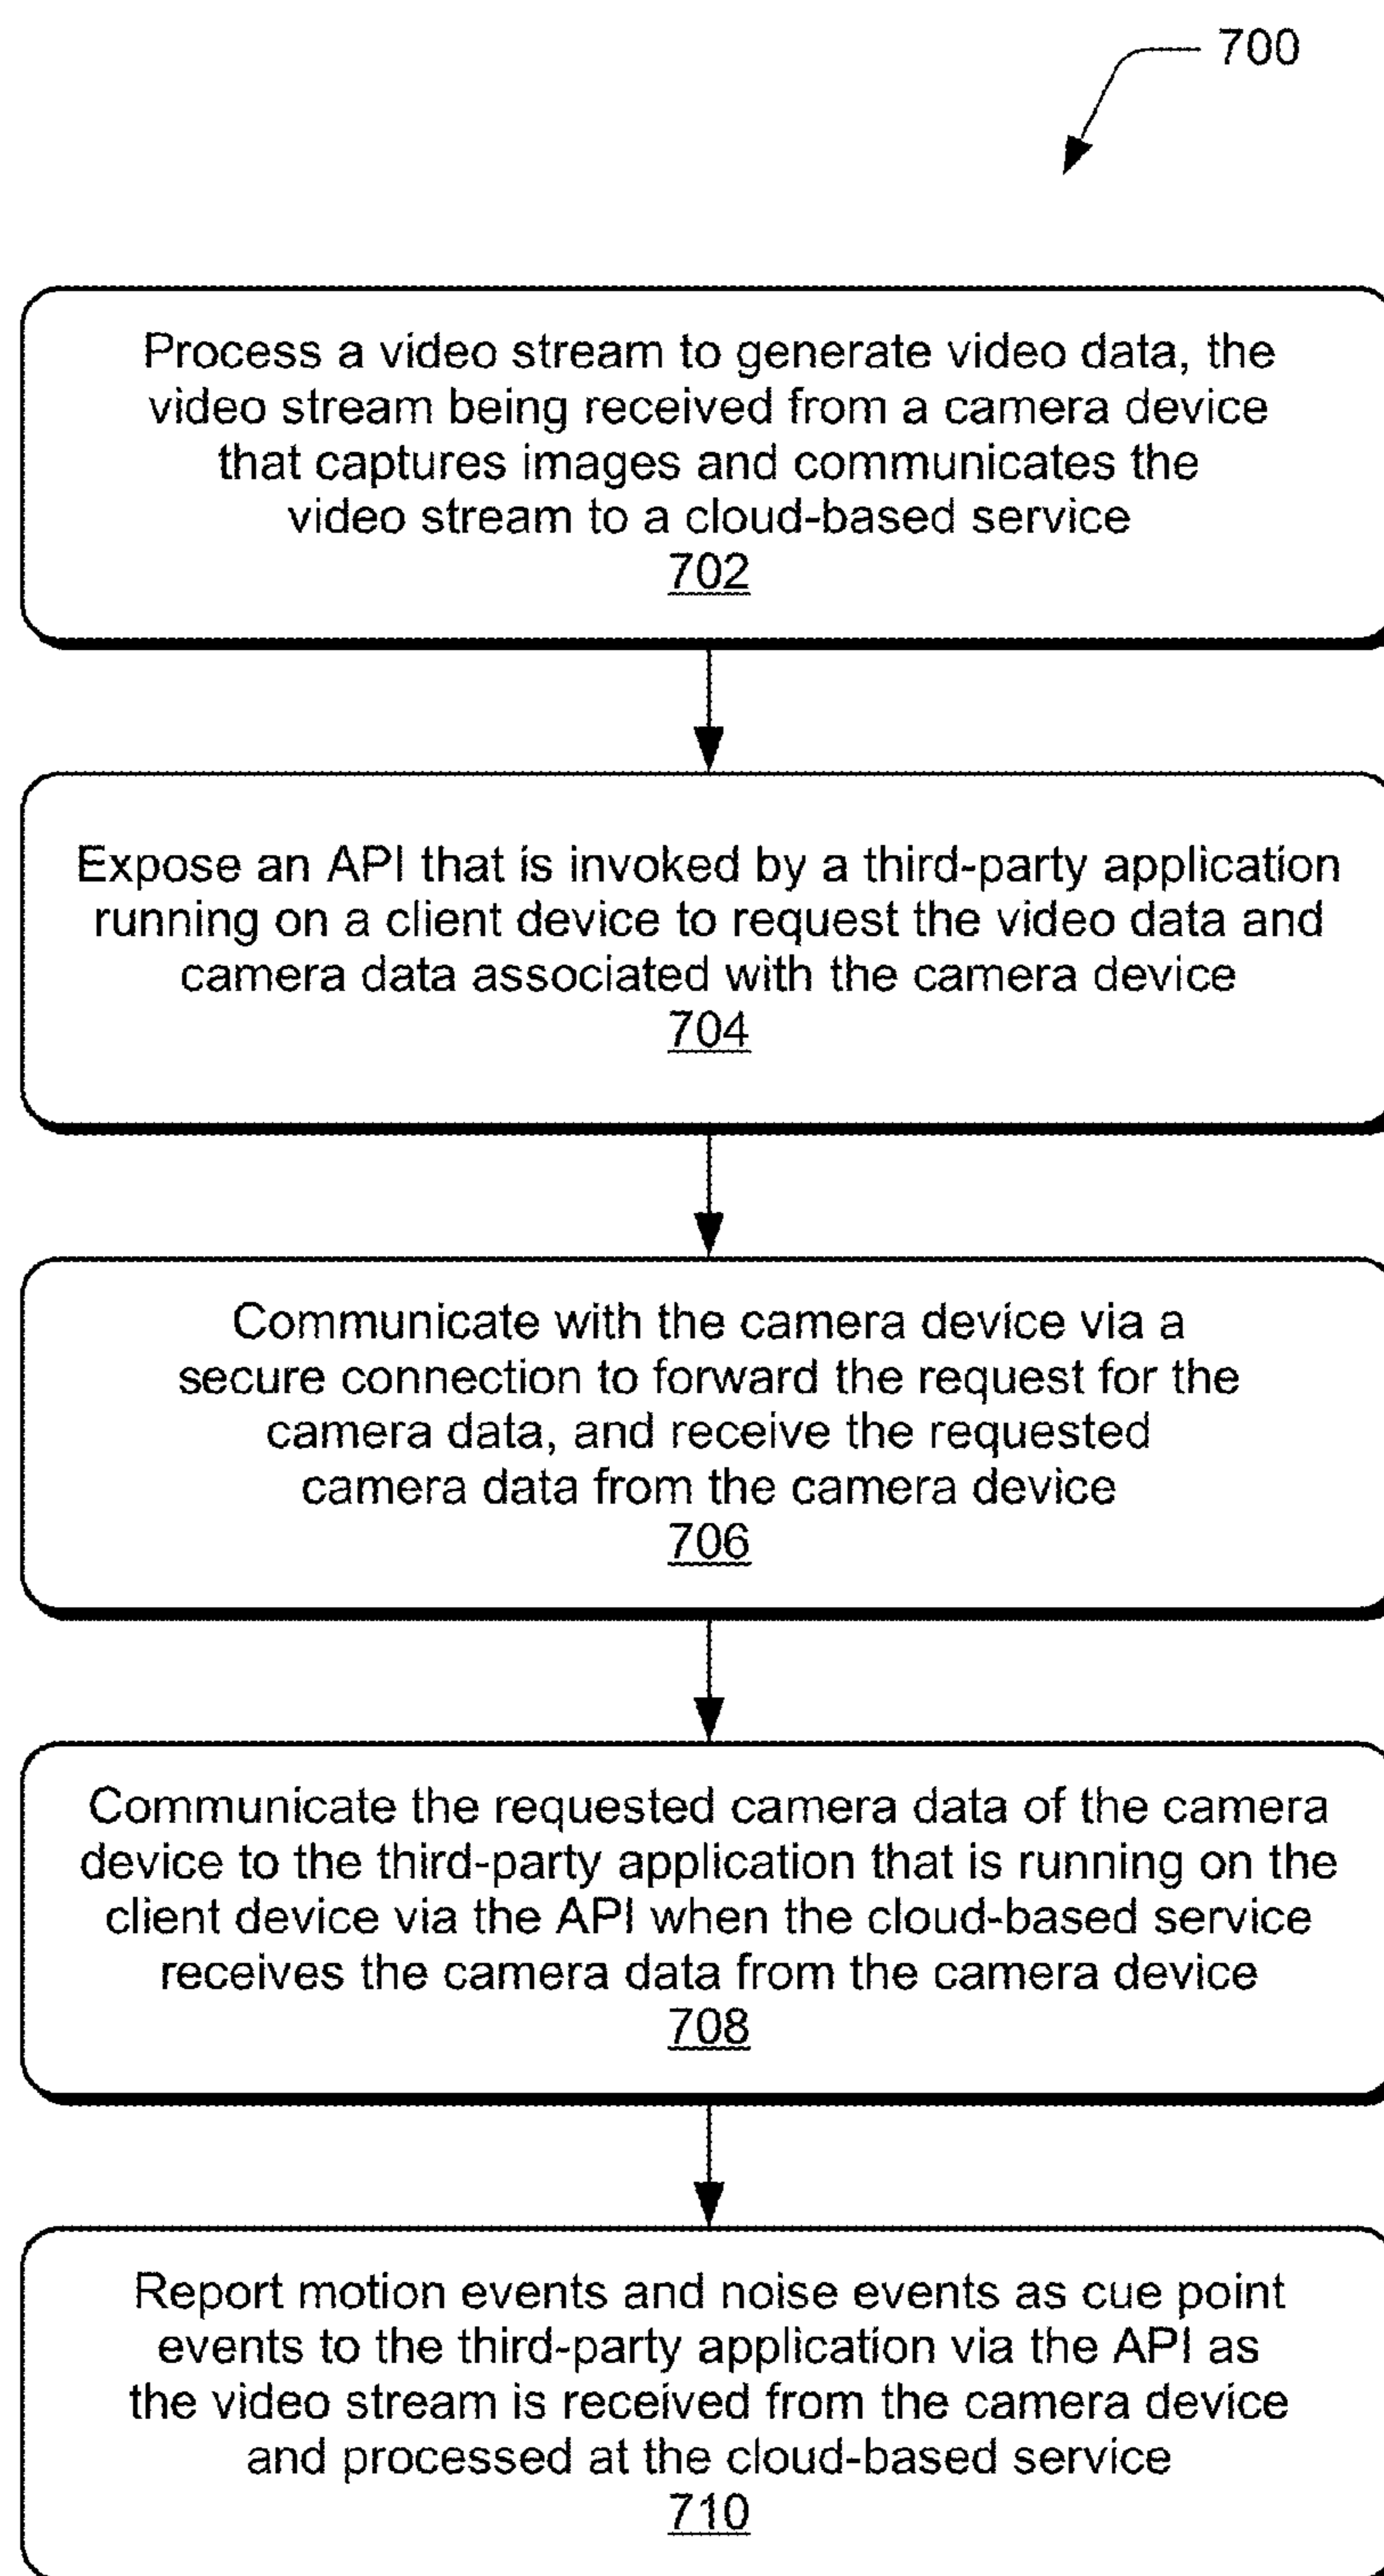 700
Process a video stream to generate video data, the
video stream being received from a camera device
that captures images and communicates the
video stream to a cloud-based service
702
Expose an API that is invoked by a third-party application
running on a client device to request the video data and
camera data associated with the camera device
704
Communicate with the camera device via a
secure connection to forward the request for the
camera data, and receive the requested
camera data from the camera device
706
Communicate the requested camera data of the camera
device to the third-party application that is running on the
client device via the API when the cloud-based service
receives the camera data from the camera device
708
Report motion events and noise events as cue point
events to the third-party application via the API as
the video stream is received from the camera device
and processed at the cloud-based service
710